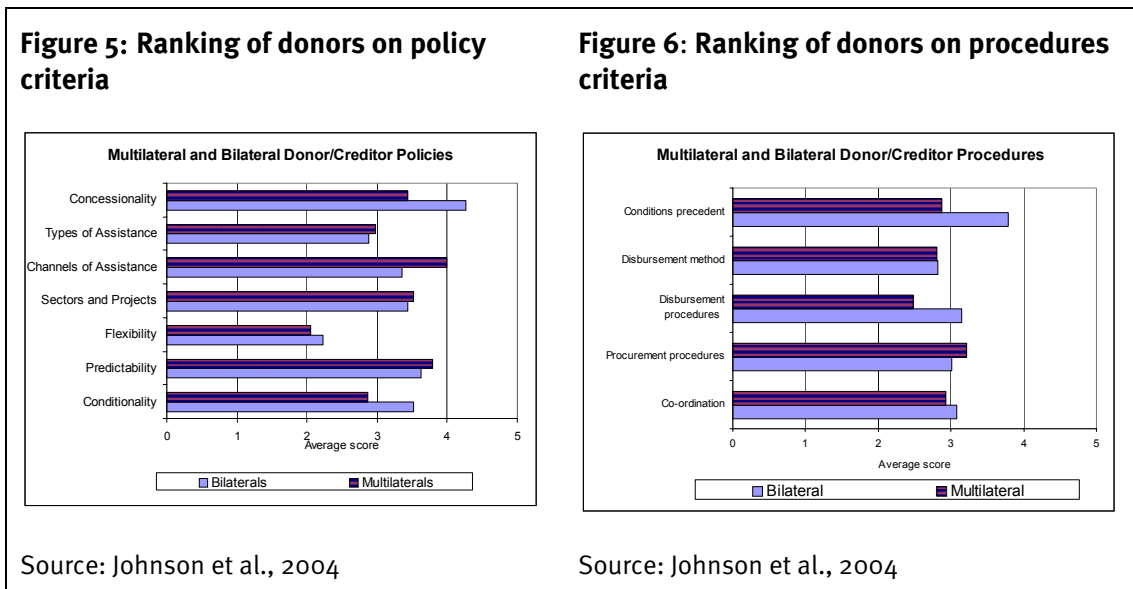 Figure 5: Ranking of donors on policy
criteria
Multilateral and Bilateral Donor/Creditor Policies
Concessionality
Types of Assistance
Channels of Assistance
Sectors and Projects
Flexibility
Predictability
Conditionality
0 1 2 3 4 5
Average score
Bilaterals Multilaterals
Source: Johnson et al., 2004
Figure 6: Ranking of donors on procedures
criteria
Multilateral and Bilateral Donor/Creditor Procedures
Conditions precedent
Disbursement method
Disbursement
procedures
Procurement procedures
Co-ordination
0 1 2 3 4 5
Average score
Bilateral Multilateral
Source: Johnson et al., 2004